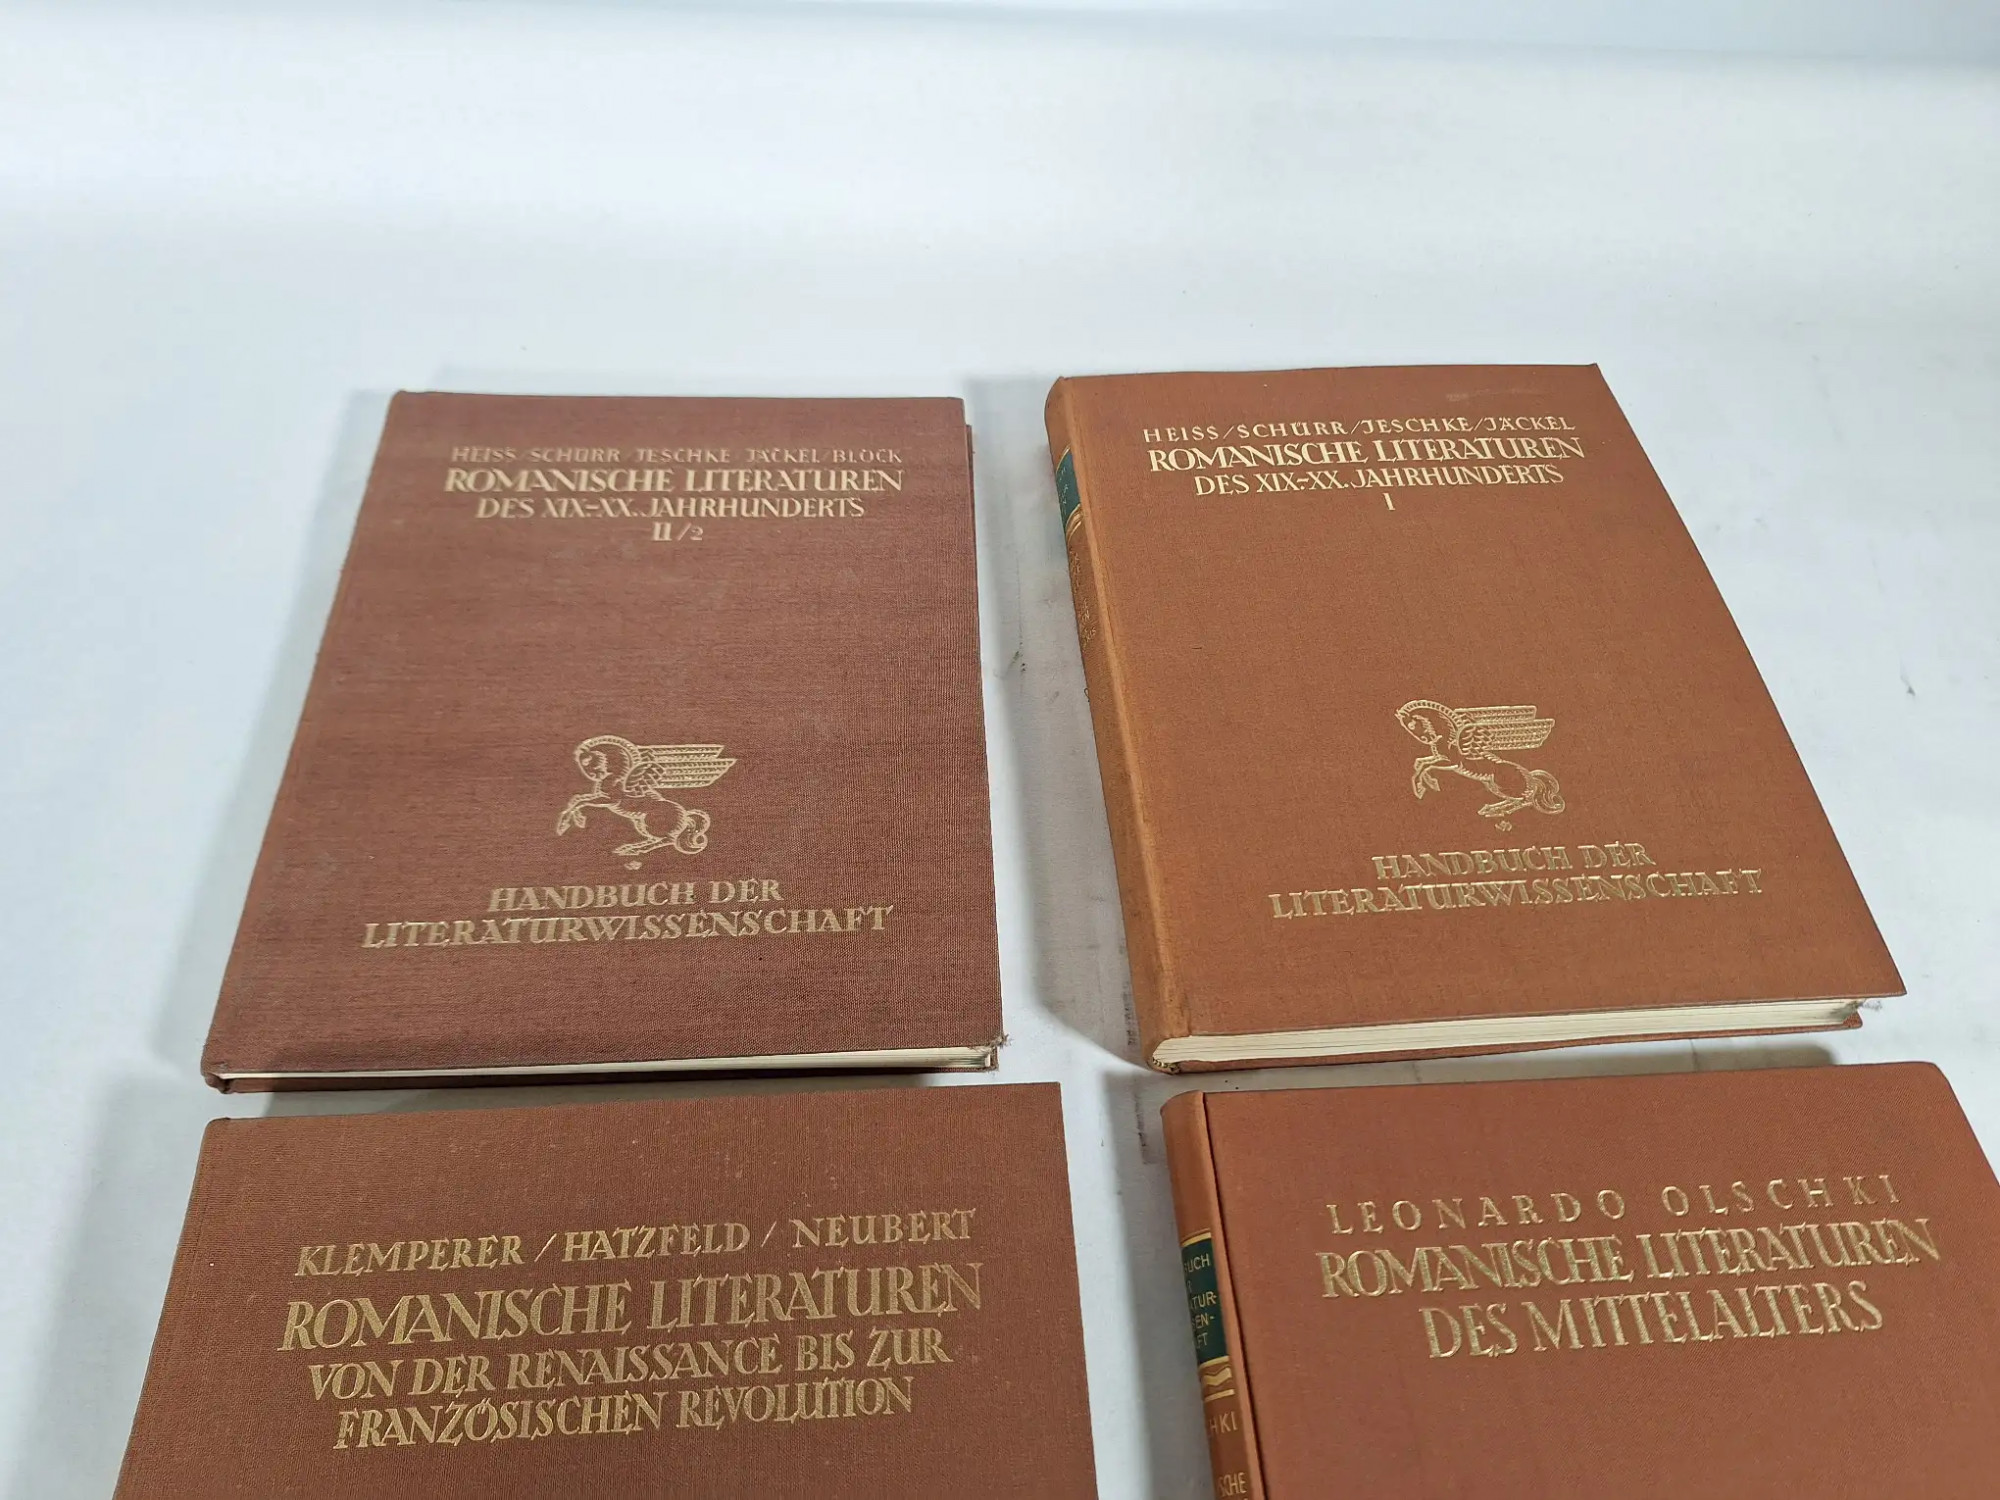 HEISS/SCHÜRR/JESCHKE JÄCKEL/BLOCK
ROMANISCHE LITERATUREN
DES XIX.-XX. JAHRHUNDERTS
II/2
HANDBUCH DER
LITERATURWISSENSCHAFT
HEISS/SCHÜRR/JESCHKE/JÄCKEL
ROMANISCHE LITERATUREN
DES XIX.-XX. JAHRHUNDERTS
I
HANDBUCH DER
LITERATURWISSENSCHAFT
KLEMPERER/HATZFELD/NEUBERT
ROMANISCHE LITERATUREN
VON DER RENAISSANCE BIS ZUR
FRANZÖSISCHEN REVOLUTION
LEONARDO OLSCHKI
ROMANISCHE LITERATUREN
DES MITTELALTERS